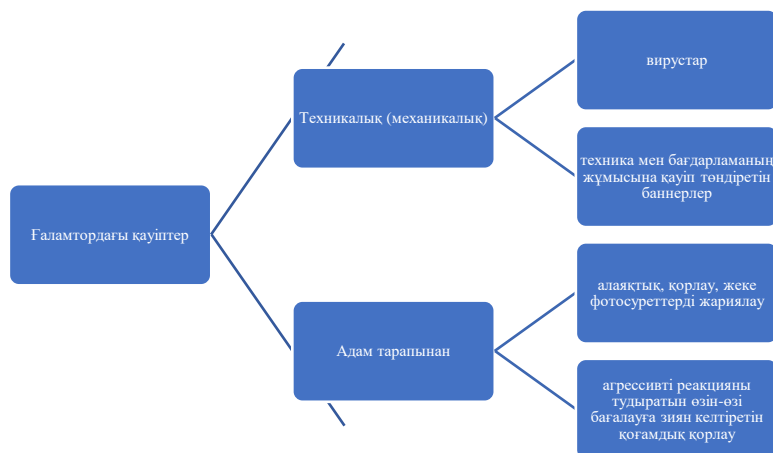 Ғаламтордағы қауіптер
Техникалық (механикалық)
вирустар
техника мен бағдарламаның
жұмысына қауіп төндіретін
баннерлер
Адам тарапынан
алаяқтық, қорлау, жеке
фотосуреттерді жариялау
агрессивті реакцияны
тудыратын өзін-өзі
бағалауға зиян келтіретін
қоғамдық қорлау